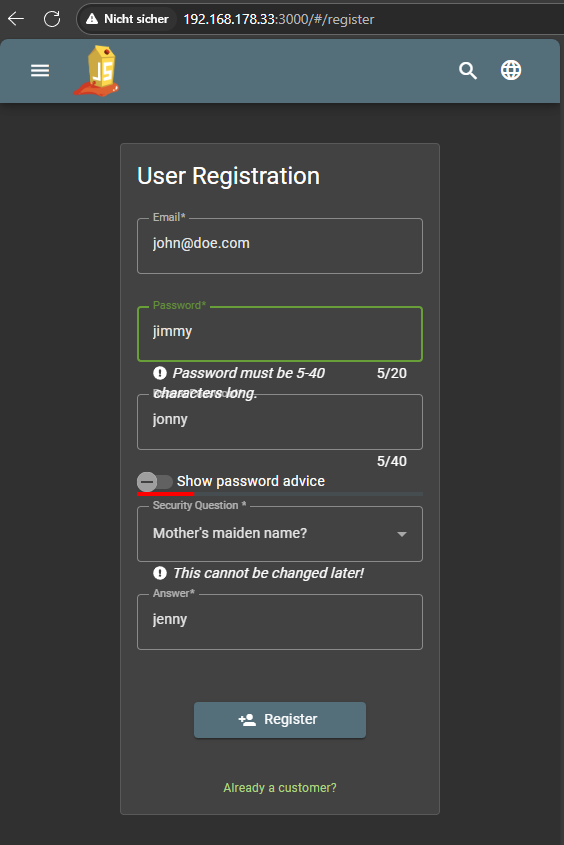 Nicht sicher 192.168.178.33:3000/#/register
JS
User Registration
Email*
john@doe.com
Password*
jimmy
Password must be 5-40 5/20
characters long.
jonny
5/40
Show password advice
Security Question *
Mother's maiden name?
This cannot be changed later!
Answer*
jenny
Register
Already a customer?